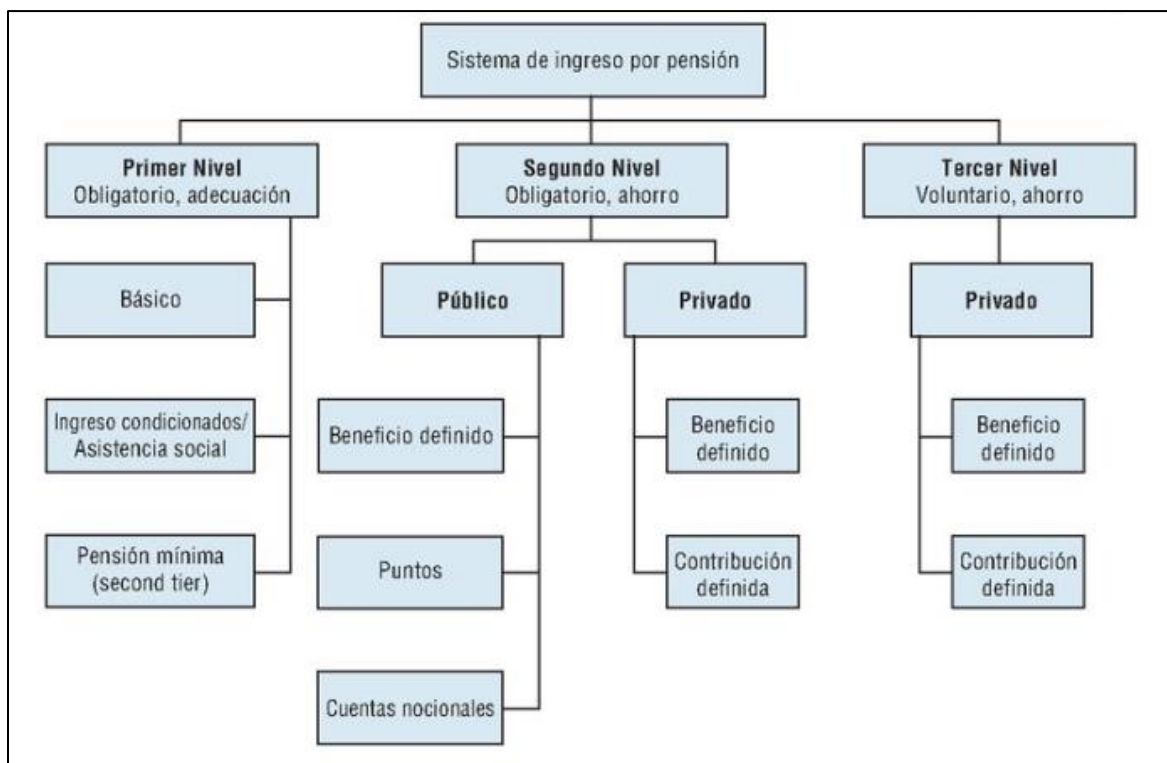 Sistema de ingreso por pensión
Primer Nivel
Obligatorio, adecuación
Segundo Nivel
Obligatorio, ahorro
Tercer Nivel
Voluntario, ahorro
Básico
Ingreso condicionados/
Asistencia social
Pensión mínima
(second tier)
Público
Beneficio definido
Puntos
Cuentas nocionales
Privado
Beneficio
definido
Contribución
definida
Privado
Beneficio
definido
Contribución
definida